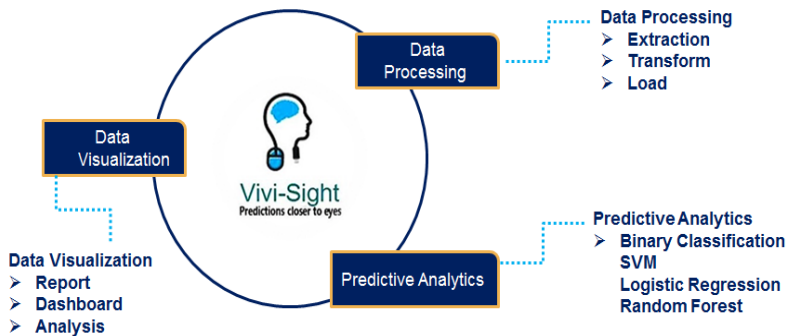 Data Processing
➢ Extraction
➢ Transform
➢ Load
Data
Processing
Data
Visualization
Vivi-Sight
Predictions closer to eyes
Predictive Analytics
➢ Binary Classification
SVM
Logistic Regression
Random Forest
Predictive Analytics
Data Visualization
➢ Report
➢ Dashboard
➢ Analysis